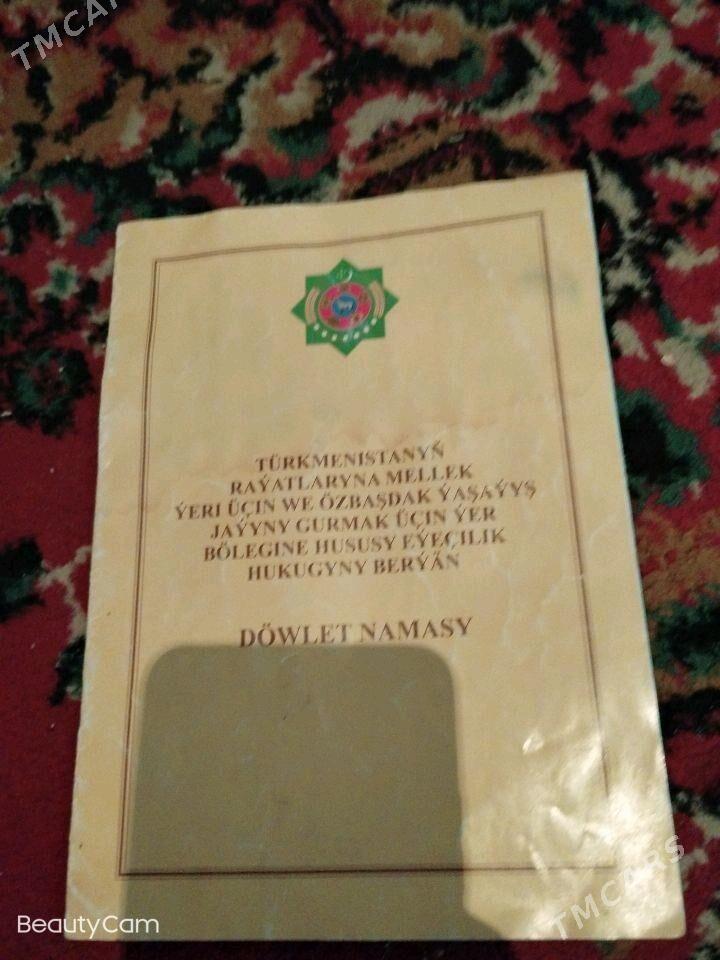 TMCARS
TÜRKMENISTANYŇ
RAÝATLARYNA MELLEK
ÝERI ÜÇIN WE ÖZBAŞDAK ÝAŞAÝYŞ
JAÝYNY GURMAK ÜÇIN ÝER
BÖLEGINE HUSUSY EÝEÇILIK
HUKUGYNY BERÝÄN
DÖWLET NAMASY
TMCARS
BeautyCam